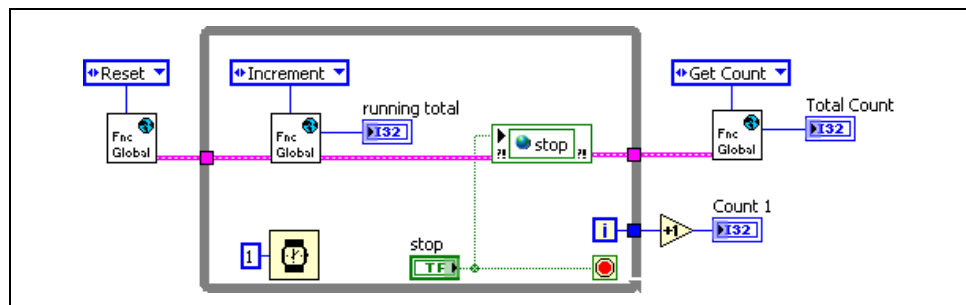 Reset
Increment
Get Count
running total
Total Count
I32
I32
Fnc
Global
Fnc
Global
Fnc
Global
?!
stop
?!
Count 1
i
+1
I32
stop
1
TF